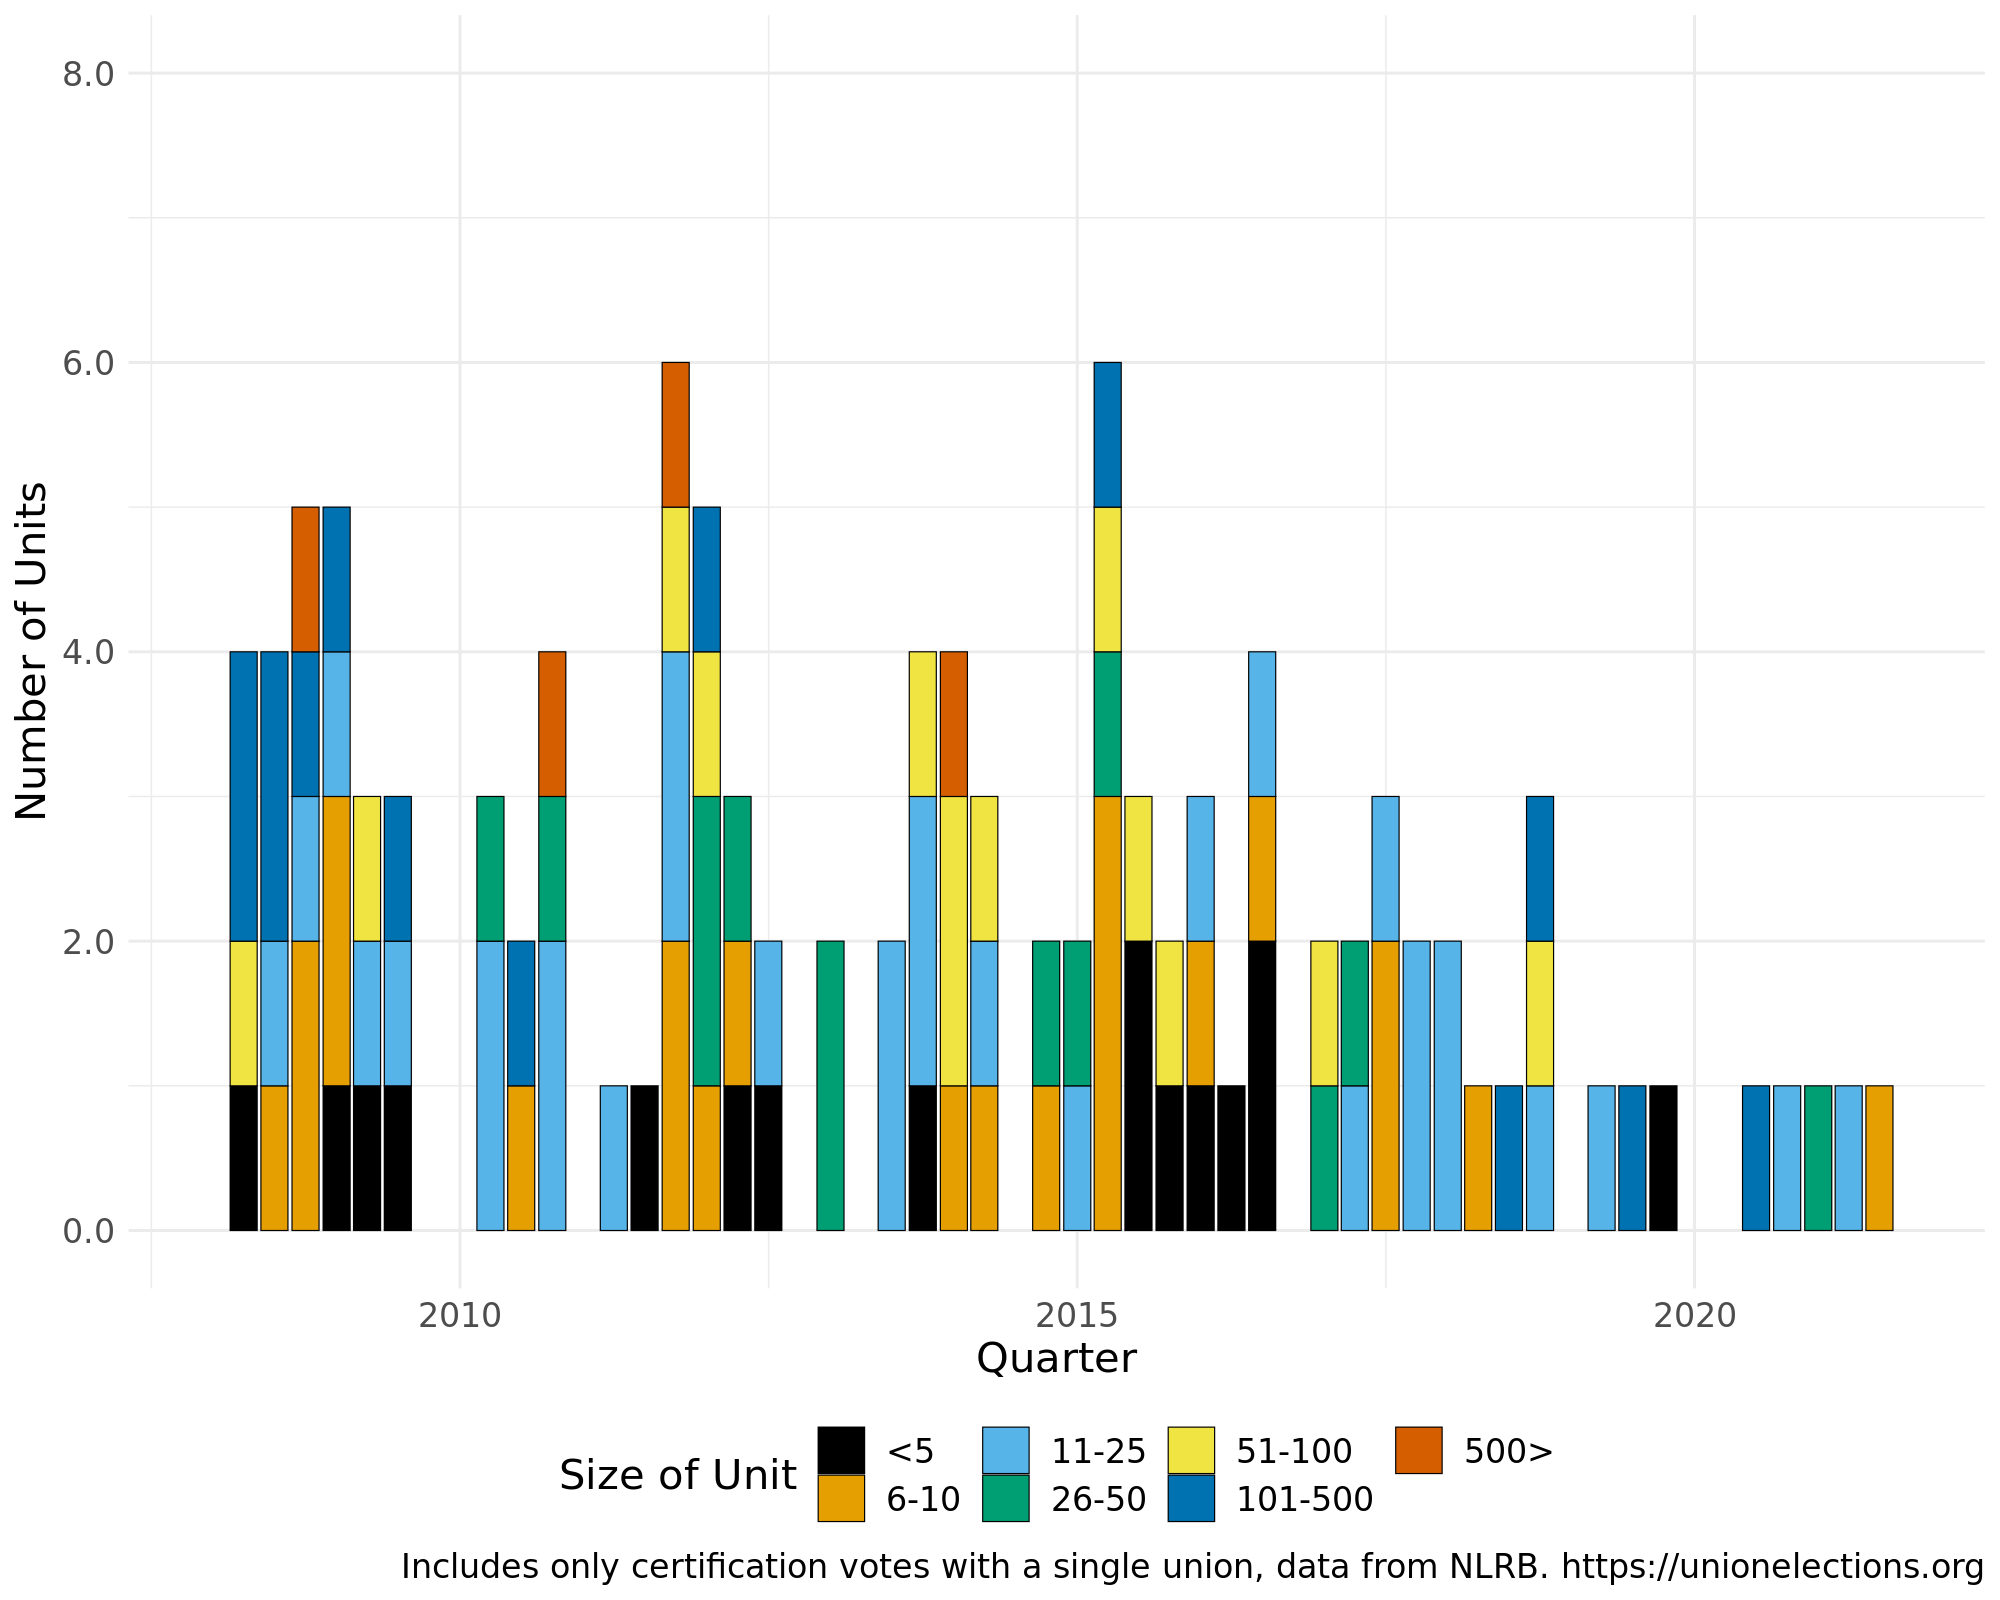 8.0
6.0
4.0
2.0
0.0
Number of Units
2010 2015 2020
Quarter
Size of Unit
<5 11-25 51-100 500>
6-10 26-50 101-500
Includes only certification votes with a single union, data from NLRB. https://unionelections.org